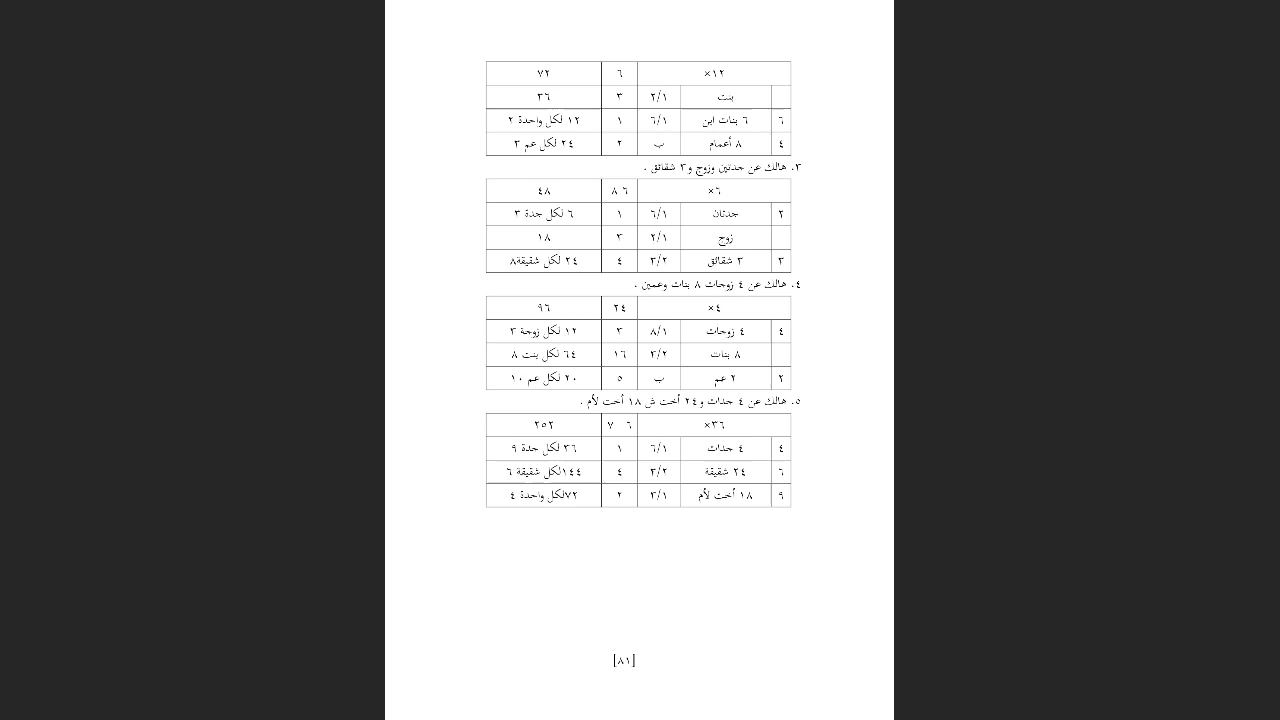 ×١٢ ٦ ٧٢
بنت ٢/١ ٣ ٣٦
٦ ٦ بنات ابن ٦/١ ١ ١٢ لكل واحدة ٢
٤ ٨ أعمام ب ٢ ٢٤ لكل عم ٣
٣. هالك عن جدتين وزوج و٣ شقائق .
×٦ ٦ ٨ ٤٨
٢ جدتان ٦/١ ١ ٦ لكل جدة ٣
زوج ٢/١ ٣ ١٨
٣ ٣ شقائق ٣/٢ ٤ ٢٤ لكل شقيقة٨
٤. هالك عن ٤ زوجات ٨ بنات وعمين .
×٤ ٢٤ ٩٦
٤ ٤ زوجات ٨/١ ٣ ١٢ لكل زوجة ٣
٨ بنات ٣/٢ ١٦ ٦٤ لكل بنت ٨
٢ ٢ عم ب ٥ ٢٠ لكل عم ١٠
٥. هالك عن ٤ جدات و٢٤ أخت ش ١٨ أخت لأم .
×٣٦ ٦ ٧ ٢٥٢
٤ ٤ جدات ٦/١ ١ ٣٦ لكل جدة ٩
٦ ٢٤ شقيقة ٣/٢ ٤ ١٤٤لكل شقيقة ٦
٩ ١٨ أخت لأم ٣/١ ٢ ٧٢لكل واحدة ٤
[٨١]